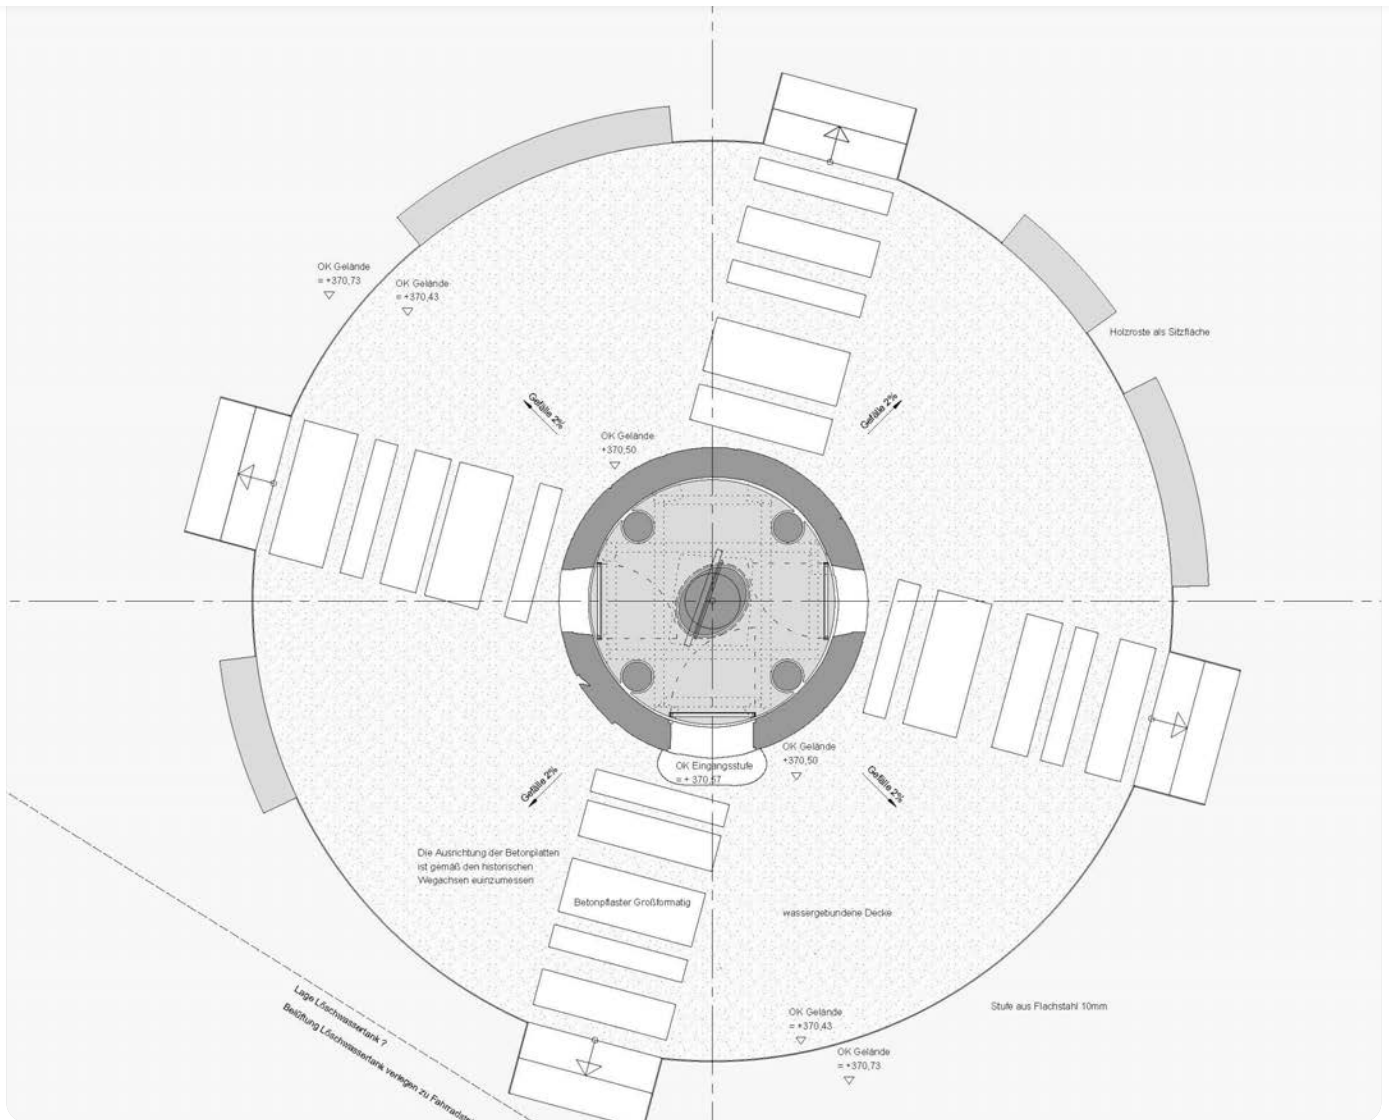 OK Gelände
= +370,73
OK Gelände
= +370,43
Holzroste als Sitzfläche
Gefälle 2%
Gefälle 2%
OK Gelände
+370,50
OK Gelände
+370,50
OK Eingangsstufe
= + 370,57
Gefälle 2%
Gefälle 2%
Die Ausrichtung der Betonplatten
ist gemäß den historischen
Wegachsen euinzumessen
Betonpflaster Großformatig
wassergebundene Decke
Lage Löschwassertank ?
Belüftung Löschwassertank verlegen zu
Stufe aus Flachstahl 10mm
OK Gelände
= +370,43
OK Gelände
= +370,73